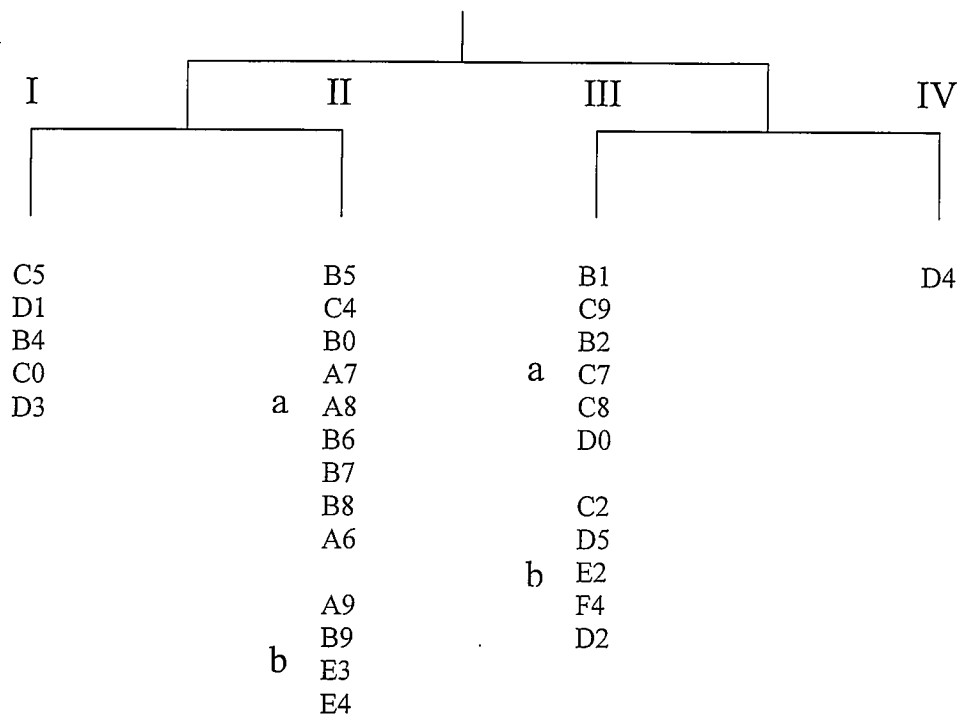 I II III IV
C5 B5 B1 D4
D1 C4 C9
B4 B0 B2
C0 A7 a C7
D3 a A8 C8
B6 D0
B7
B8 C2
A6 D5
b E2
A9 F4
B9 D2
b E3
E4